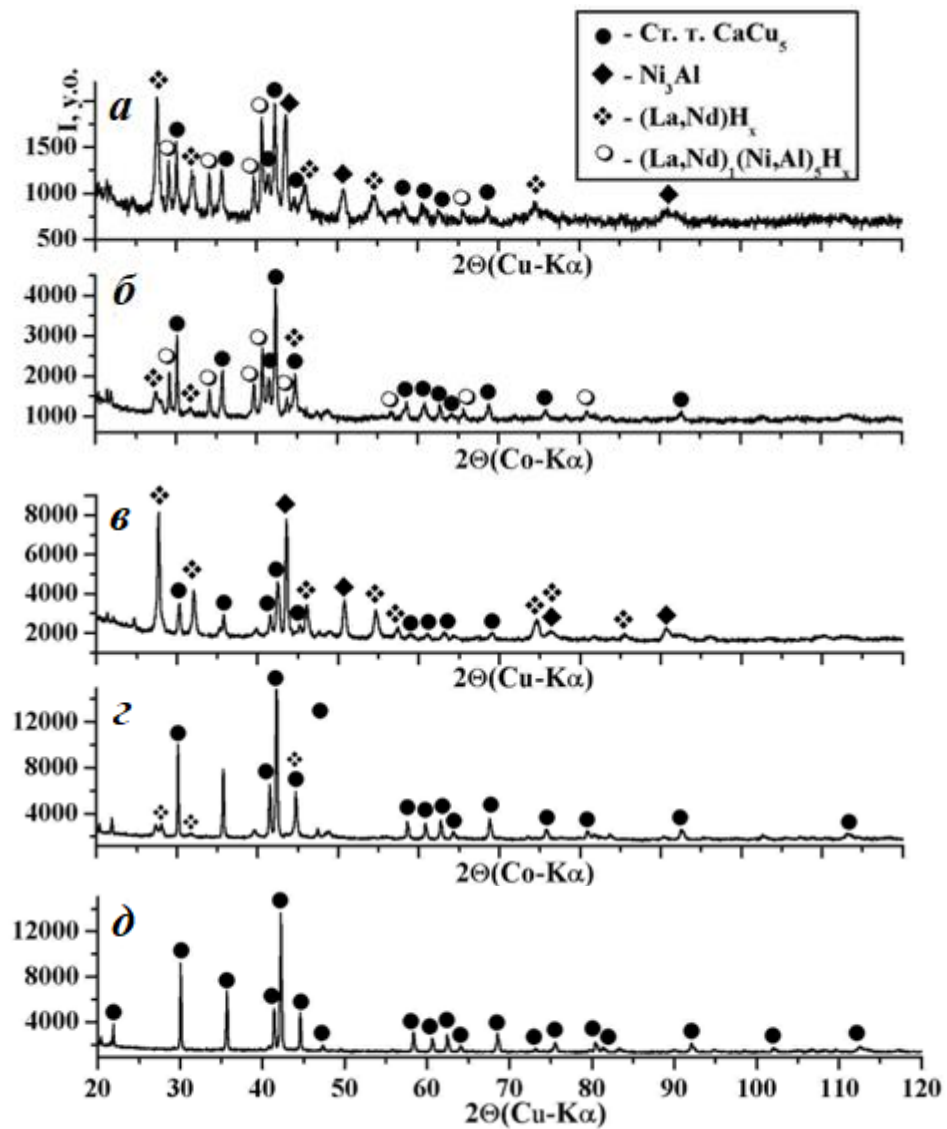 ● - Ст. т. CaCu₅
◆ - Ni₃Al
❖ - (La,Nd)Hₓ
○ - (La,Nd)₁(Ni,Al)₅Hₓ
I, у.о.
а
1500
1000
500
2Θ(Cu-Kα)
б
4000
3000
2000
1000
2Θ(Co-Kα)
в
8000
6000
4000
2000
2Θ(Cu-Kα)
г
12000
8000
4000
2Θ(Co-Kα)
д
12000
8000
4000
20 30 40 50 60 70 80 90 100 110 120
2Θ(Cu-Kα)